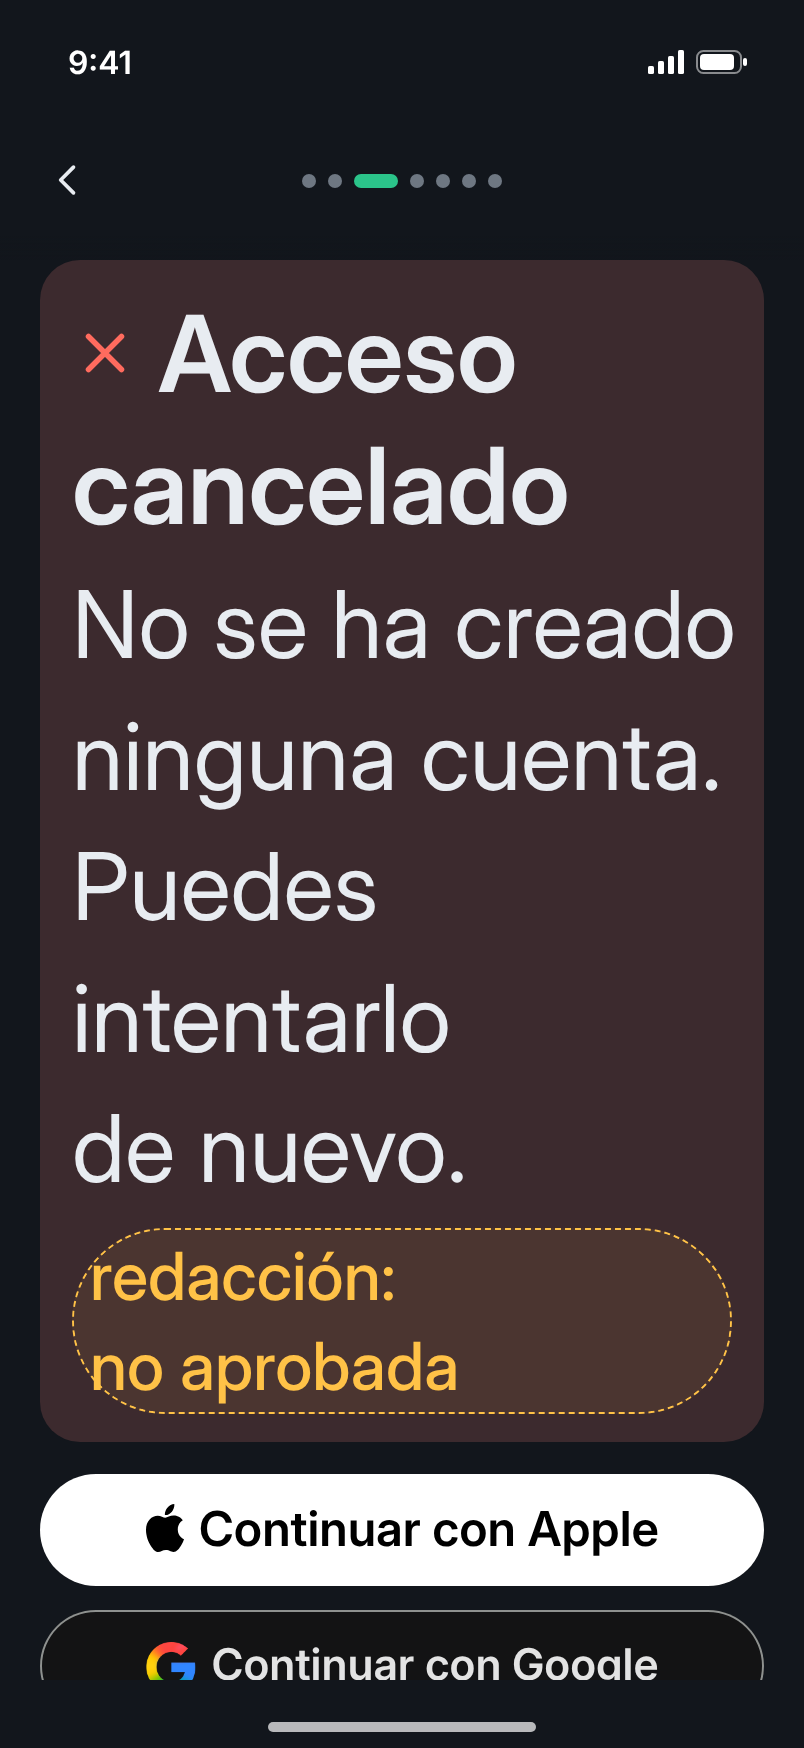 9:41
Acceso
cancelado
No se ha creado
ninguna cuenta.
Puedes
intentarlo
de nuevo.
redacción:
no aprobada
Continuar con Apple
Continuar con Google